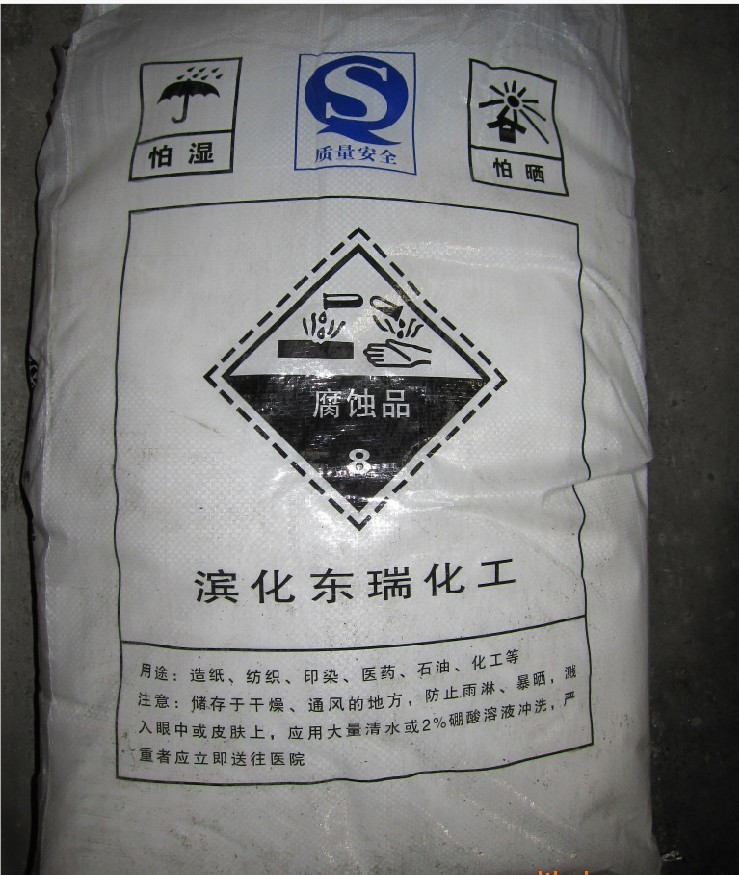 怕湿
QS
质量安全
怕晒
腐蚀品
8
滨化东瑞化工
用途：造纸、纺织、印染、医药、石油、化工等
注意：储存于干燥、通风的地方，防止雨淋、暴晒，溅
入眼中或皮肤上，应用大量清水或2%硼酸溶液冲洗，严
重者应立即送往医院